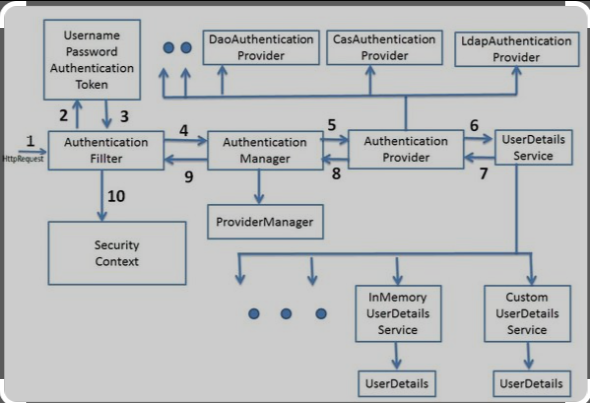 Username
Password
Authentication
Token
DaoAuthentication
Provider
CasAuthentication
Provider
LdapAuthentication
Provider
2
3
1
HttpRequest
Authentication
Fillter
4
9
Authentication
Manager
5
8
Authentication
Provider
6
7
UserDetails
Service
10
ProviderManager
Security
Context
InMemory
UserDetails
Service
Custom
UserDetails
Service
UserDetails
UserDetails